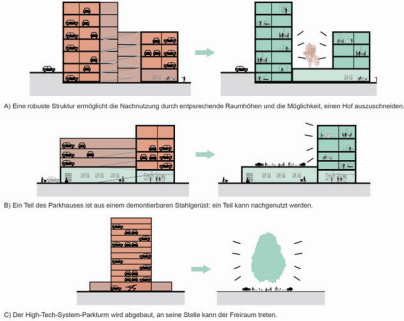 A) Eine robuste Struktur ermöglicht die Nachnutzung durch entsprechende Raumhöhen und die Möglichkeit, einen Hof auszuschneiden.
B) Ein Teil des Parkhauses ist aus einem demontierbaren Stahlgerüst: ein Teil kann nachgenutzt werden.
C) Der High-Tech-System-Parkturm wird abgebaut, an seine Stelle kann der Freiraum treten.